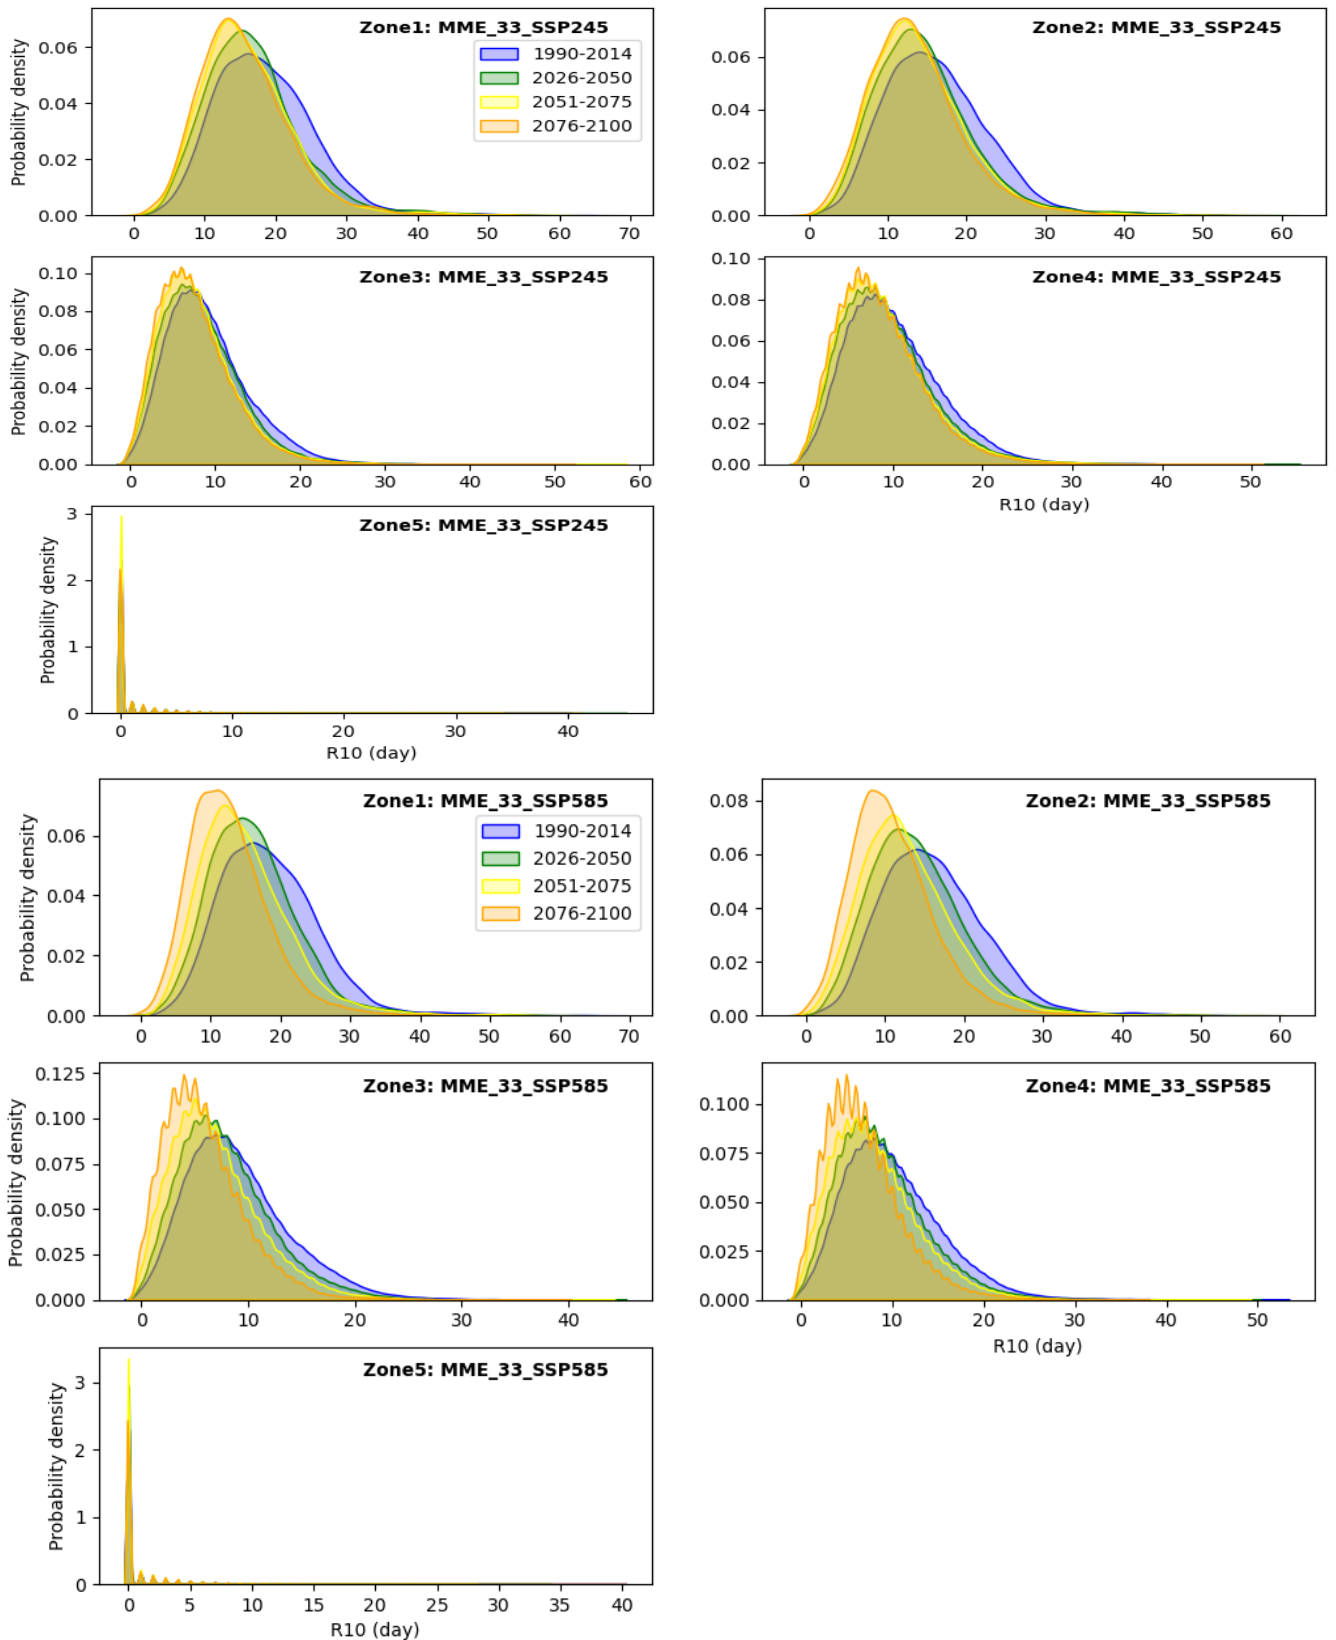 Zone1: MME_33_SSP245
Probability density
0.06
0.04
0.02
0.00
1990-2014
2026-2050
2051-2075
2076-2100
0 10 20 30 40 50 60 70
Zone2: MME_33_SSP245
0.06
0.04
0.02
0.00
0 10 20 30 40 50 60
Zone3: MME_33_SSP245
Probability density
0.10
0.08
0.06
0.04
0.02
0.00
0 10 20 30 40 50 60
Zone4: MME_33_SSP245
0.10
0.08
0.06
0.04
0.02
0.00
0 10 20 30 40 50
R10 (day)
Zone5: MME_33_SSP245
Probability density
3
2
1
0
0 10 20 30 40
R10 (day)
Zone1: MME_33_SSP585
Probability density
0.06
0.04
0.02
0.00
1990-2014
2026-2050
2051-2075
2076-2100
0 10 20 30 40 50 60 70
Zone2: MME_33_SSP585
0.08
0.06
0.04
0.02
0.00
0 10 20 30 40 50 60
Zone3: MME_33_SSP585
Probability density
0.125
0.100
0.075
0.050
0.025
0.000
0 10 20 30 40
Zone4: MME_33_SSP585
0.100
0.075
0.050
0.025
0.000
0 10 20 30 40 50
R10 (day)
Zone5: MME_33_SSP585
Probability density
3
2
1
0
0 5 10 15 20 25 30 35 40
R10 (day)